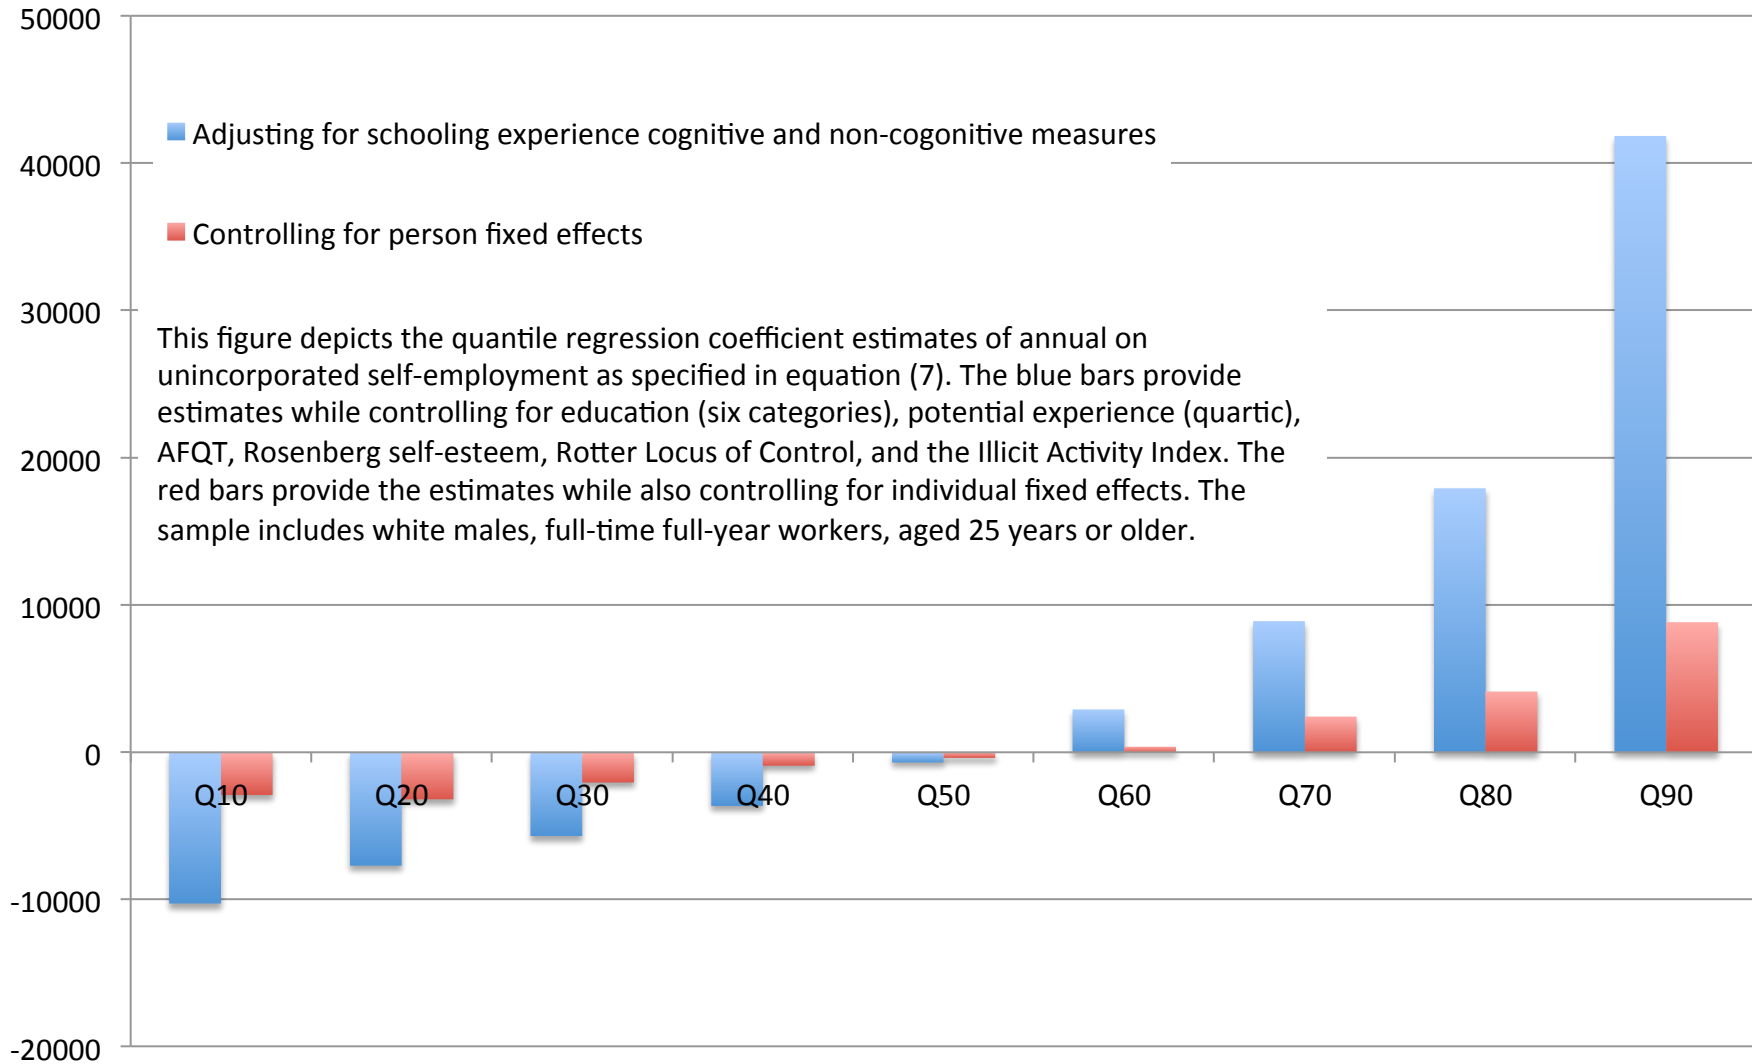 50000
Adjusting for schooling experience cognitive and non-cogonitive measures
40000
Controlling for person fixed effects
30000
This figure depicts the quantile regression coefficient estimates of annual on
unincorporated self-employment as specified in equation (7). The blue bars provide
estimates while controlling for education (six categories), potential experience (quartic),
AFQT, Rosenberg self-esteem, Rotter Locus of Control, and the Illicit Activity Index. The
red bars provide the estimates while also controlling for individual fixed effects. The
sample includes white males, full-time full-year workers, aged 25 years or older.
20000
10000
0
Q10 Q20 Q30 Q40 Q50 Q60 Q70 Q80 Q90
-10000
-20000